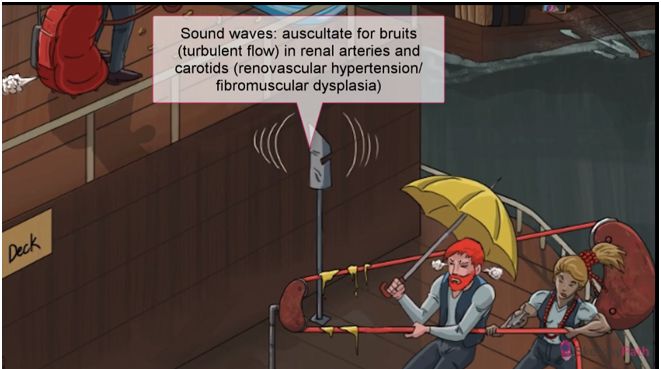 Sound waves: auscultate for bruits
(turbulent flow) in renal arteries and
carotids (renovascular hypertension/
fibromuscular dysplasia)
Deck